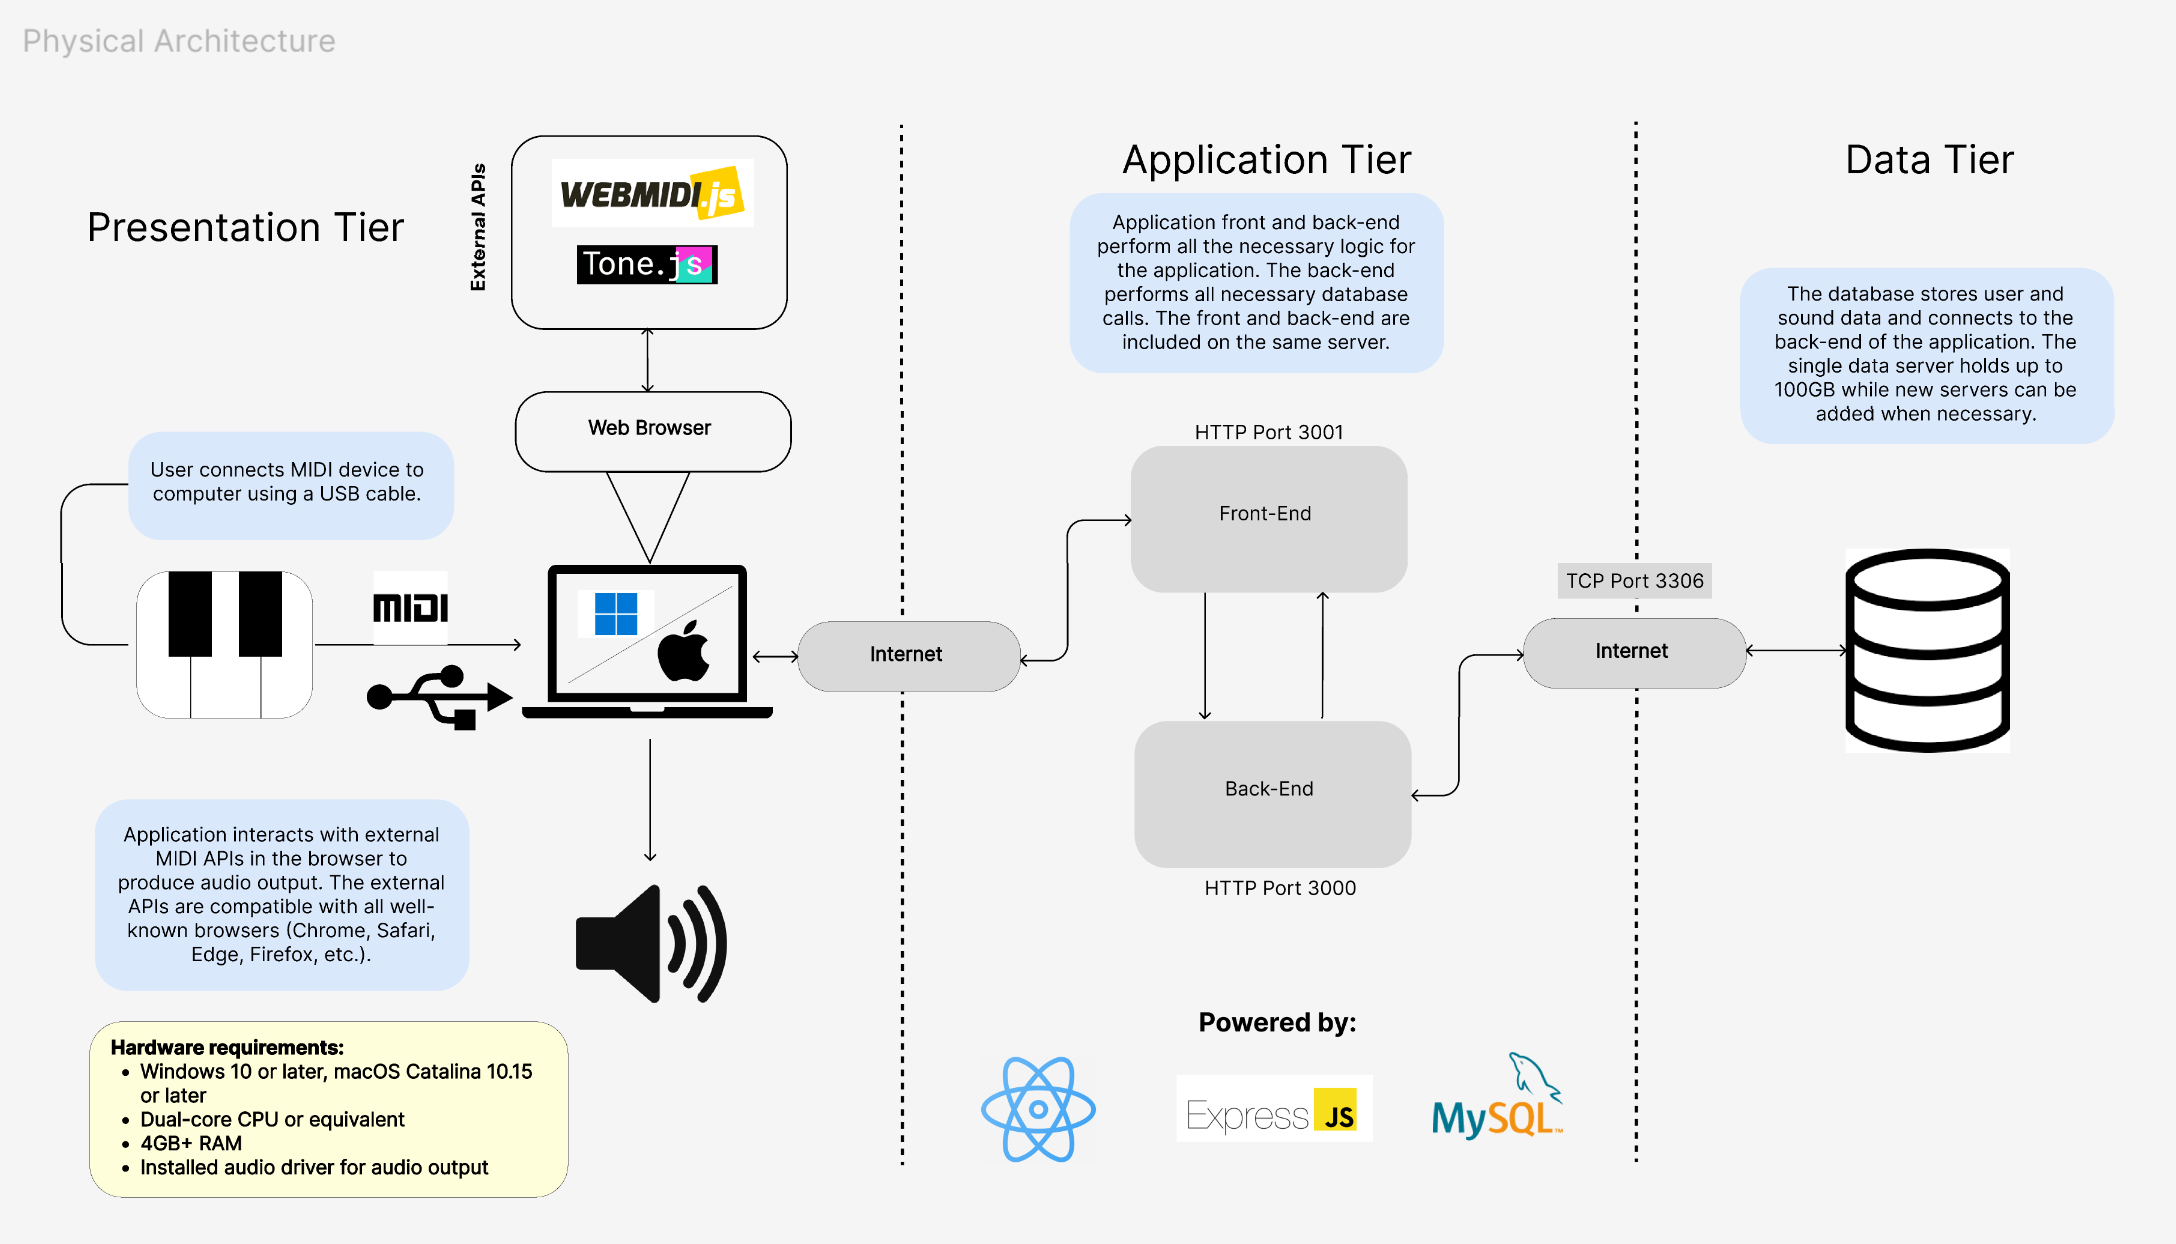 Physical Architecture
Presentation Tier
External APIs
WEBMIDI.js
Tone.js
Web Browser
User connects MIDI device to
computer using a USB cable.
MIDI
Internet
Application interacts with external
MIDI APIs in the browser to
produce audio output. The external
APIs are compatible with all well-
known browsers (Chrome, Safari,
Edge, Firefox, etc.).
Hardware requirements:
• Windows 10 or later, macOS Catalina 10.15
or later
• Dual-core CPU or equivalent
• 4GB+ RAM
• Installed audio driver for audio output
Application Tier
Application front and back-end
perform all the necessary logic for
the application. The back-end
performs all necessary database
calls. The front and back-end are
included on the same server.
HTTP Port 3001
Front-End
Back-End
HTTP Port 3000
Powered by:
Express JS
MySQL™
TCP Port 3306
Internet
Data Tier
The database stores user and
sound data and connects to the
back-end of the application. The
single data server holds up to
100GB while new servers can be
added when necessary.